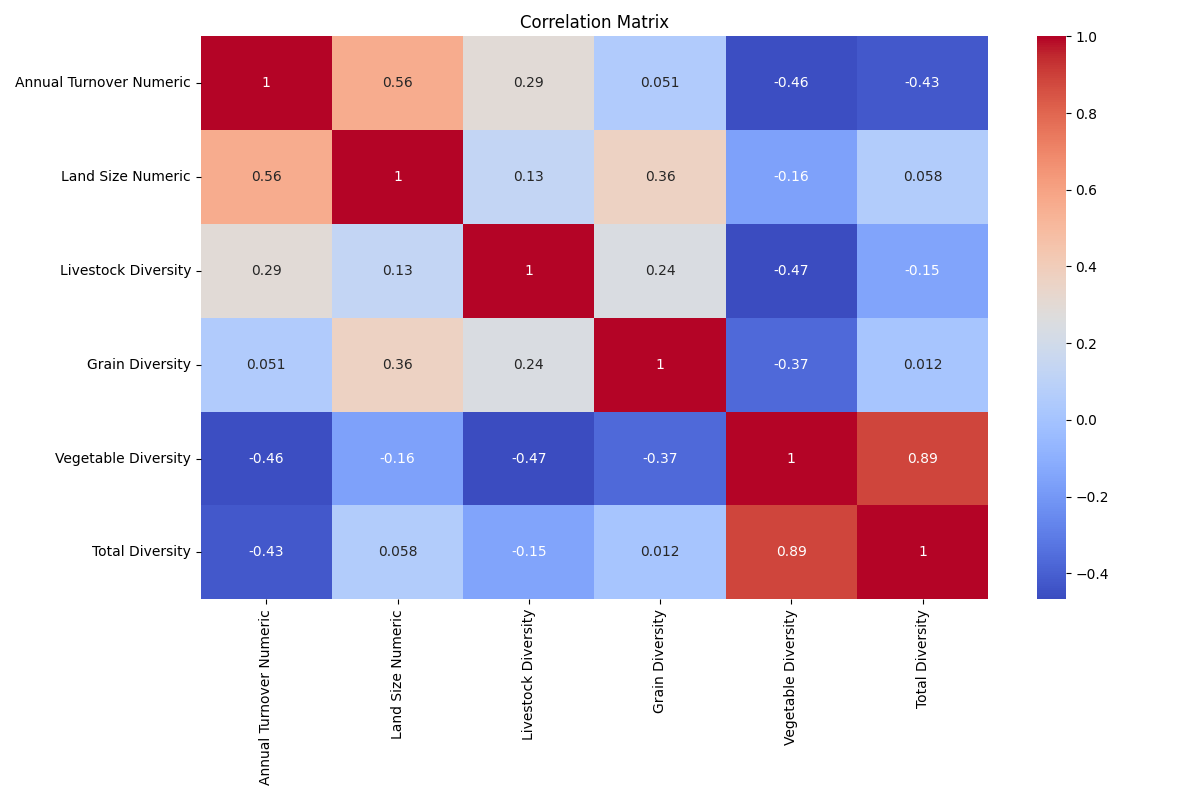 Correlation Matrix
Annual Turnover Numeric 1 0.56 0.29 0.051 -0.46 -0.43
Land Size Numeric 0.56 1 0.13 0.36 -0.16 0.058
Livestock Diversity 0.29 0.13 1 0.24 -0.47 -0.15
Grain Diversity 0.051 0.36 0.24 1 -0.37 0.012
Vegetable Diversity -0.46 -0.16 -0.47 -0.37 1 0.89
Total Diversity -0.43 0.058 -0.15 0.012 0.89 1
Annual Turnover Numeric
Land Size Numeric
Livestock Diversity
Grain Diversity
Vegetable Diversity
Total Diversity
1.0
0.8
0.6
0.4
0.2
0.0
−0.2
−0.4